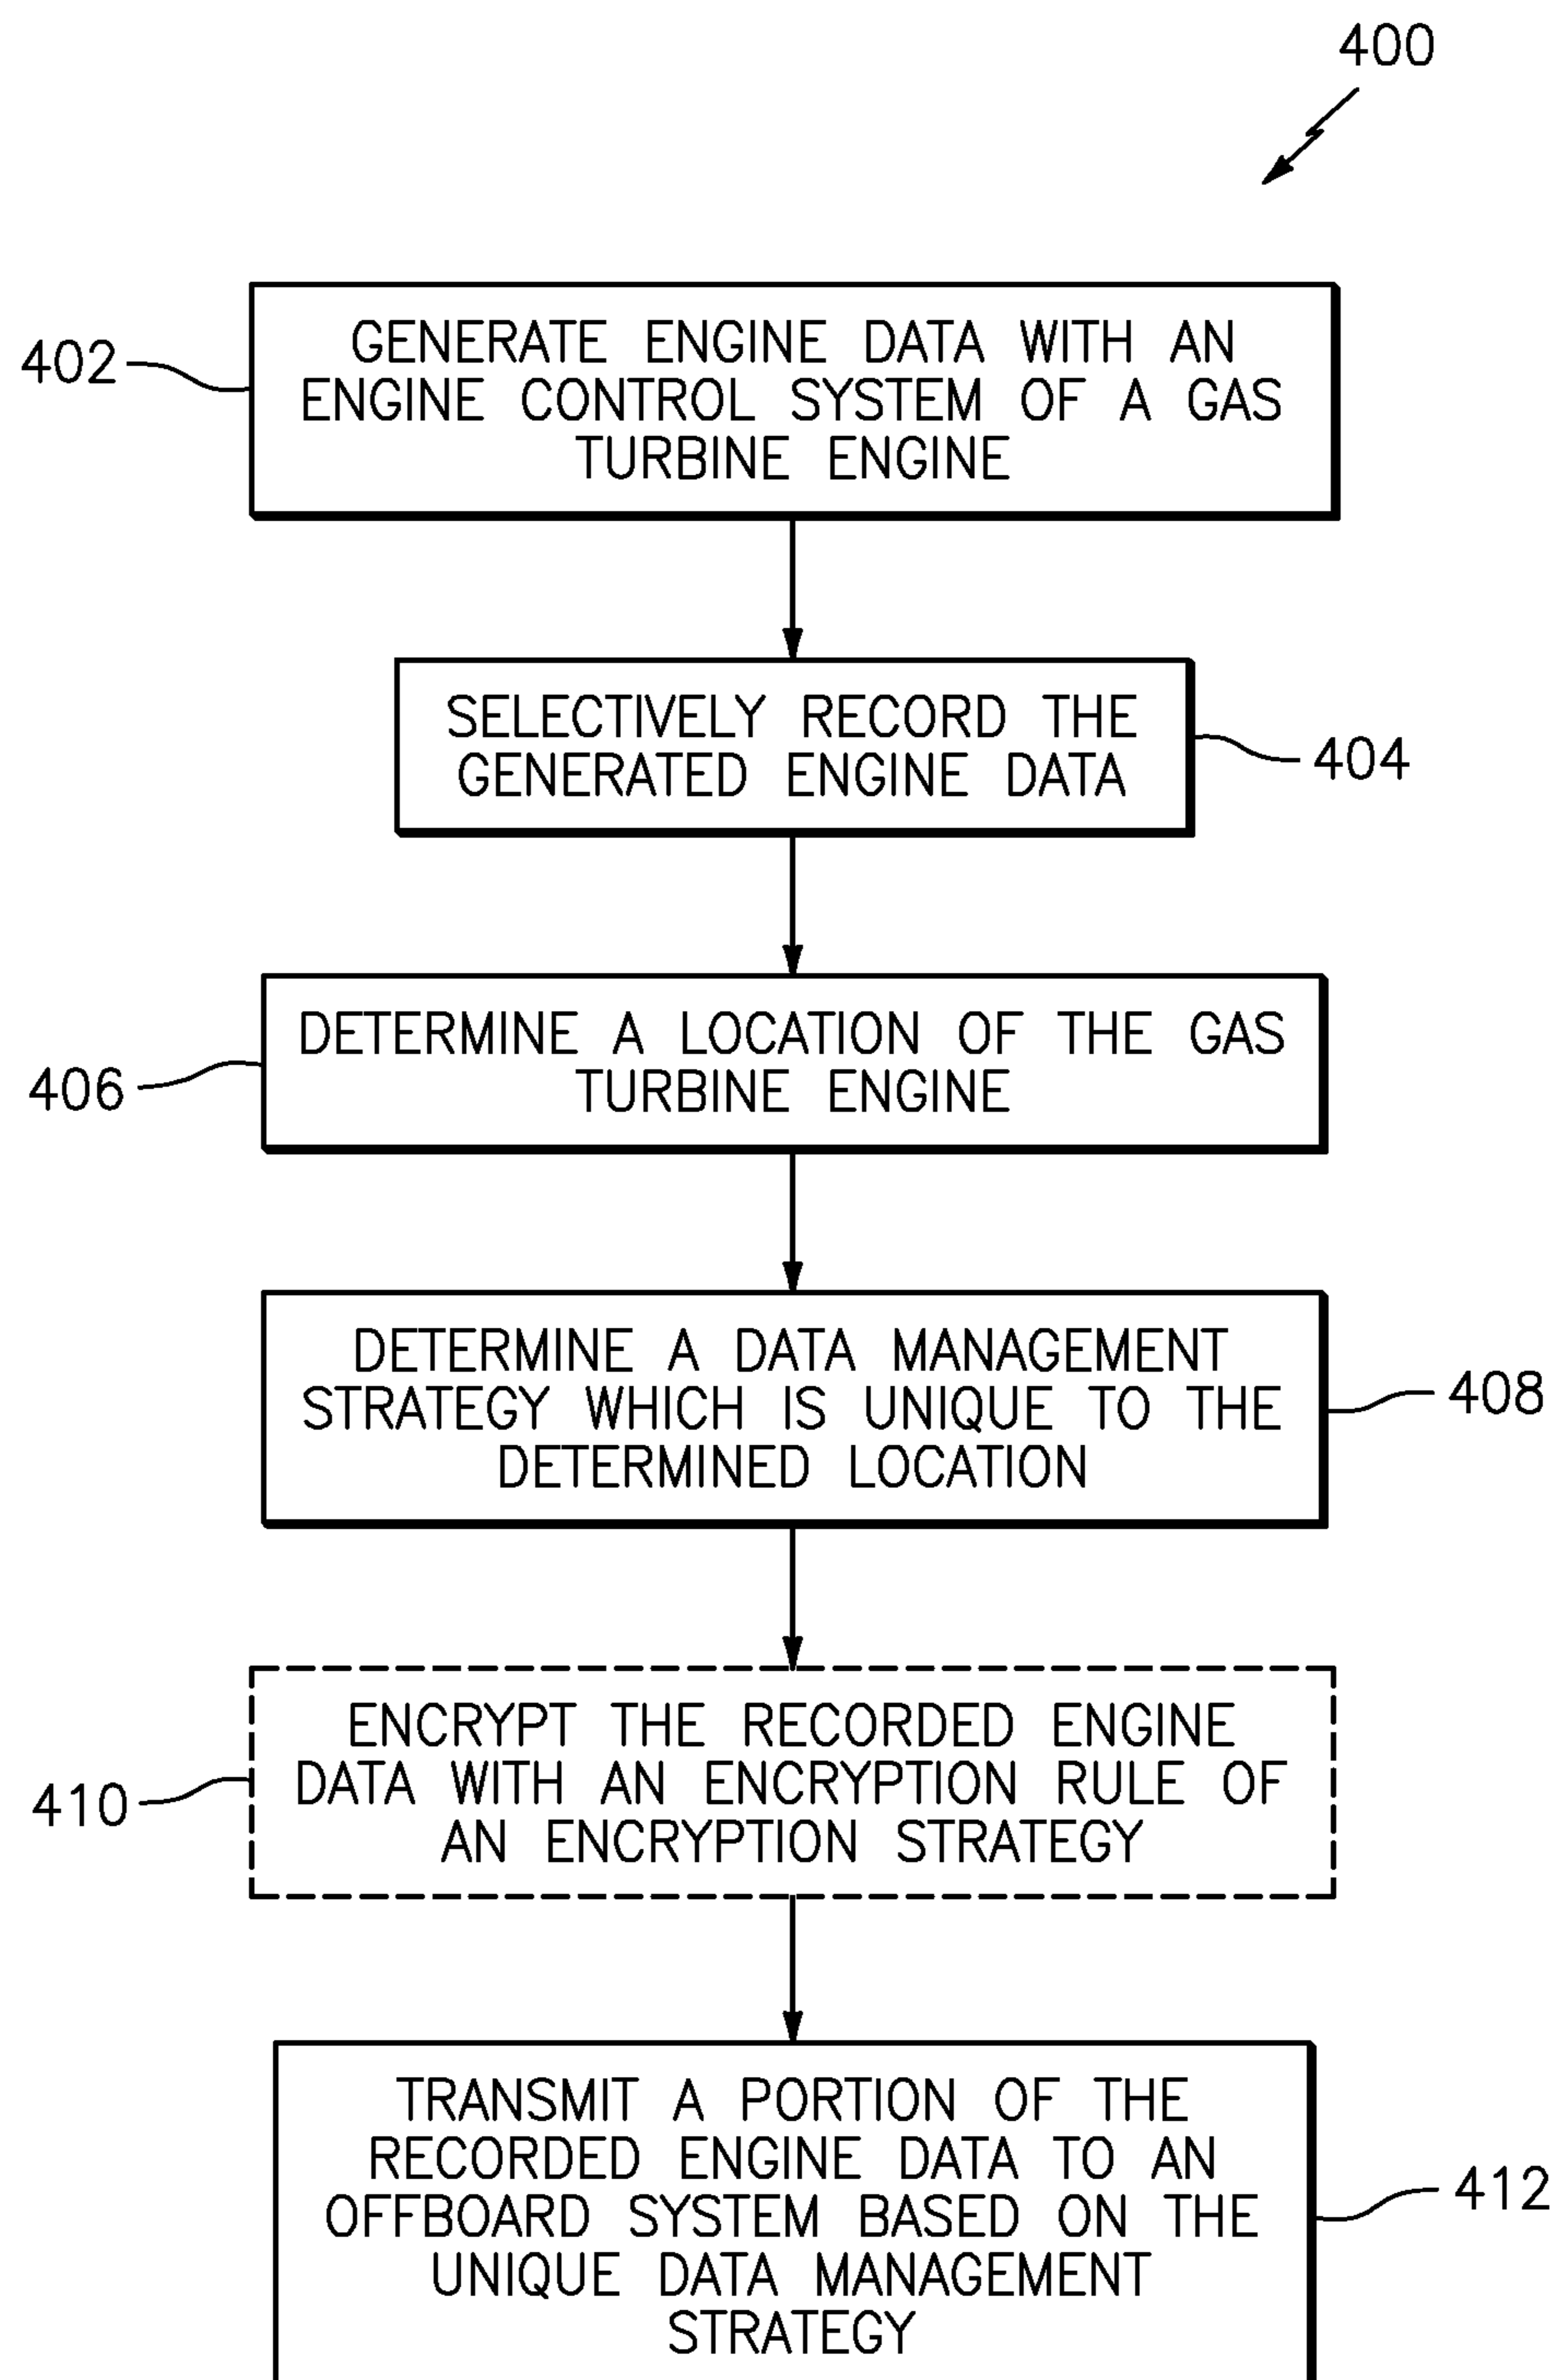 400
402
GENERATE ENGINE DATA WITH AN
ENGINE CONTROL SYSTEM OF A GAS
TURBINE ENGINE
SELECTIVELY RECORD THE
GENERATED ENGINE DATA
404
DETERMINE A LOCATION OF THE GAS
TURBINE ENGINE
406
DETERMINE A DATA MANAGEMENT
STRATEGY WHICH IS UNIQUE TO THE
DETERMINED LOCATION
408
ENCRYPT THE RECORDED ENGINE
DATA WITH AN ENCRYPTION RULE OF
AN ENCRYPTION STRATEGY
410
TRANSMIT A PORTION OF THE
RECORDED ENGINE DATA TO AN
OFFBOARD SYSTEM BASED ON THE
UNIQUE DATA MANAGEMENT
STRATEGY
412